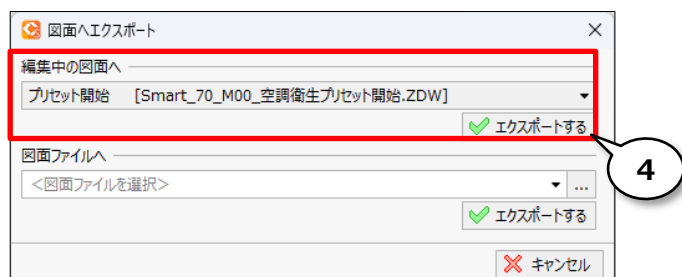 図面へエクスポート
編集中の図面へ
プリセット開始 [Smart_70_M00_空調衛生プリセット開始.ZDW]
エクスポートする
4
図面ファイルへ
<図面ファイルを選択>
...
エクスポートする
キャンセル